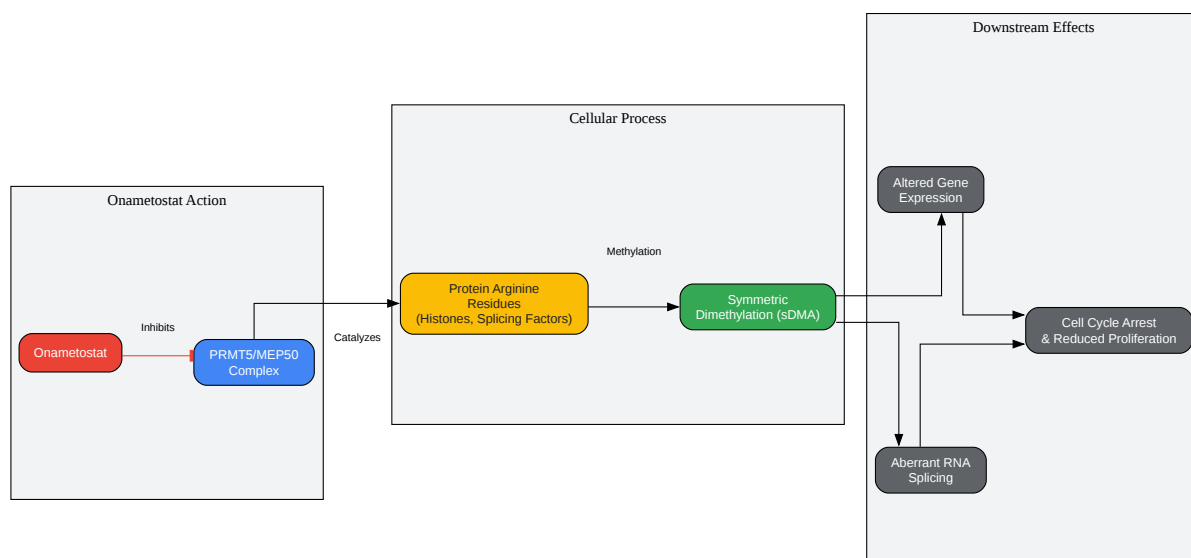 Onametostat Action
Onametostat
Inhibits
PRMT5/MEP50
Complex
Catalyzes
Cellular Process
Protein Arginine
Residues
(Histones, Splicing Factors)
Methylation
Symmetric
Dimethylation (sDMA)
Downstream Effects
Altered Gene
Expression
Cell Cycle Arrest
& Reduced Proliferation
Aberrant RNA
Splicing